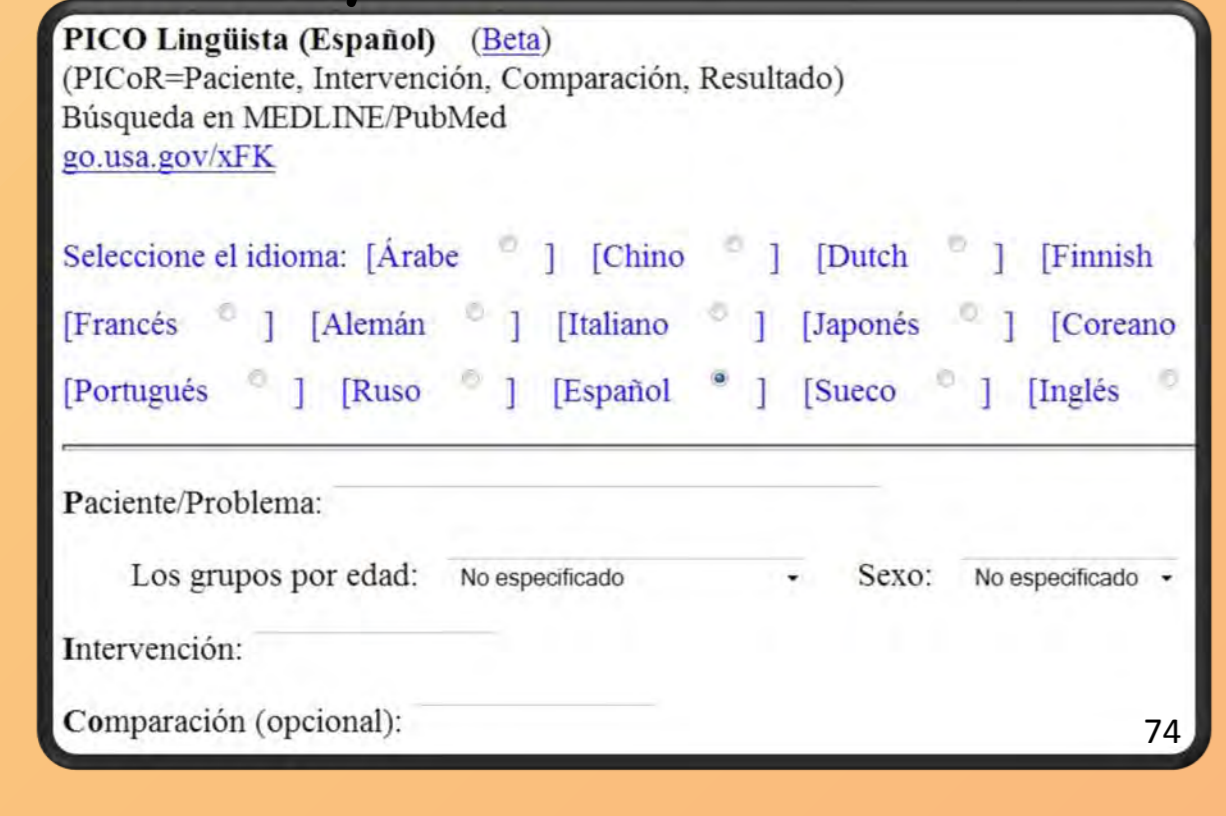 PICO Lingüista (Español) (Beta)
(PICoR=Paciente, Intervención, Comparación, Resultado)
Búsqueda en MEDLINE/PubMed
go.usa.gov/xFK
Seleccione el idioma: [Árabe ] [Chino ] [Dutch ] [Finnish
[Francés ] [Alemán ] [Italiano ] [Japonés ] [Coreano
[Portugués ] [Ruso ] [Español ] [Sueco ] [Inglés
Paciente/Problema:
Los grupos por edad: No especificado Sexo: No especificado
Intervención:
Comparación (opcional):
74